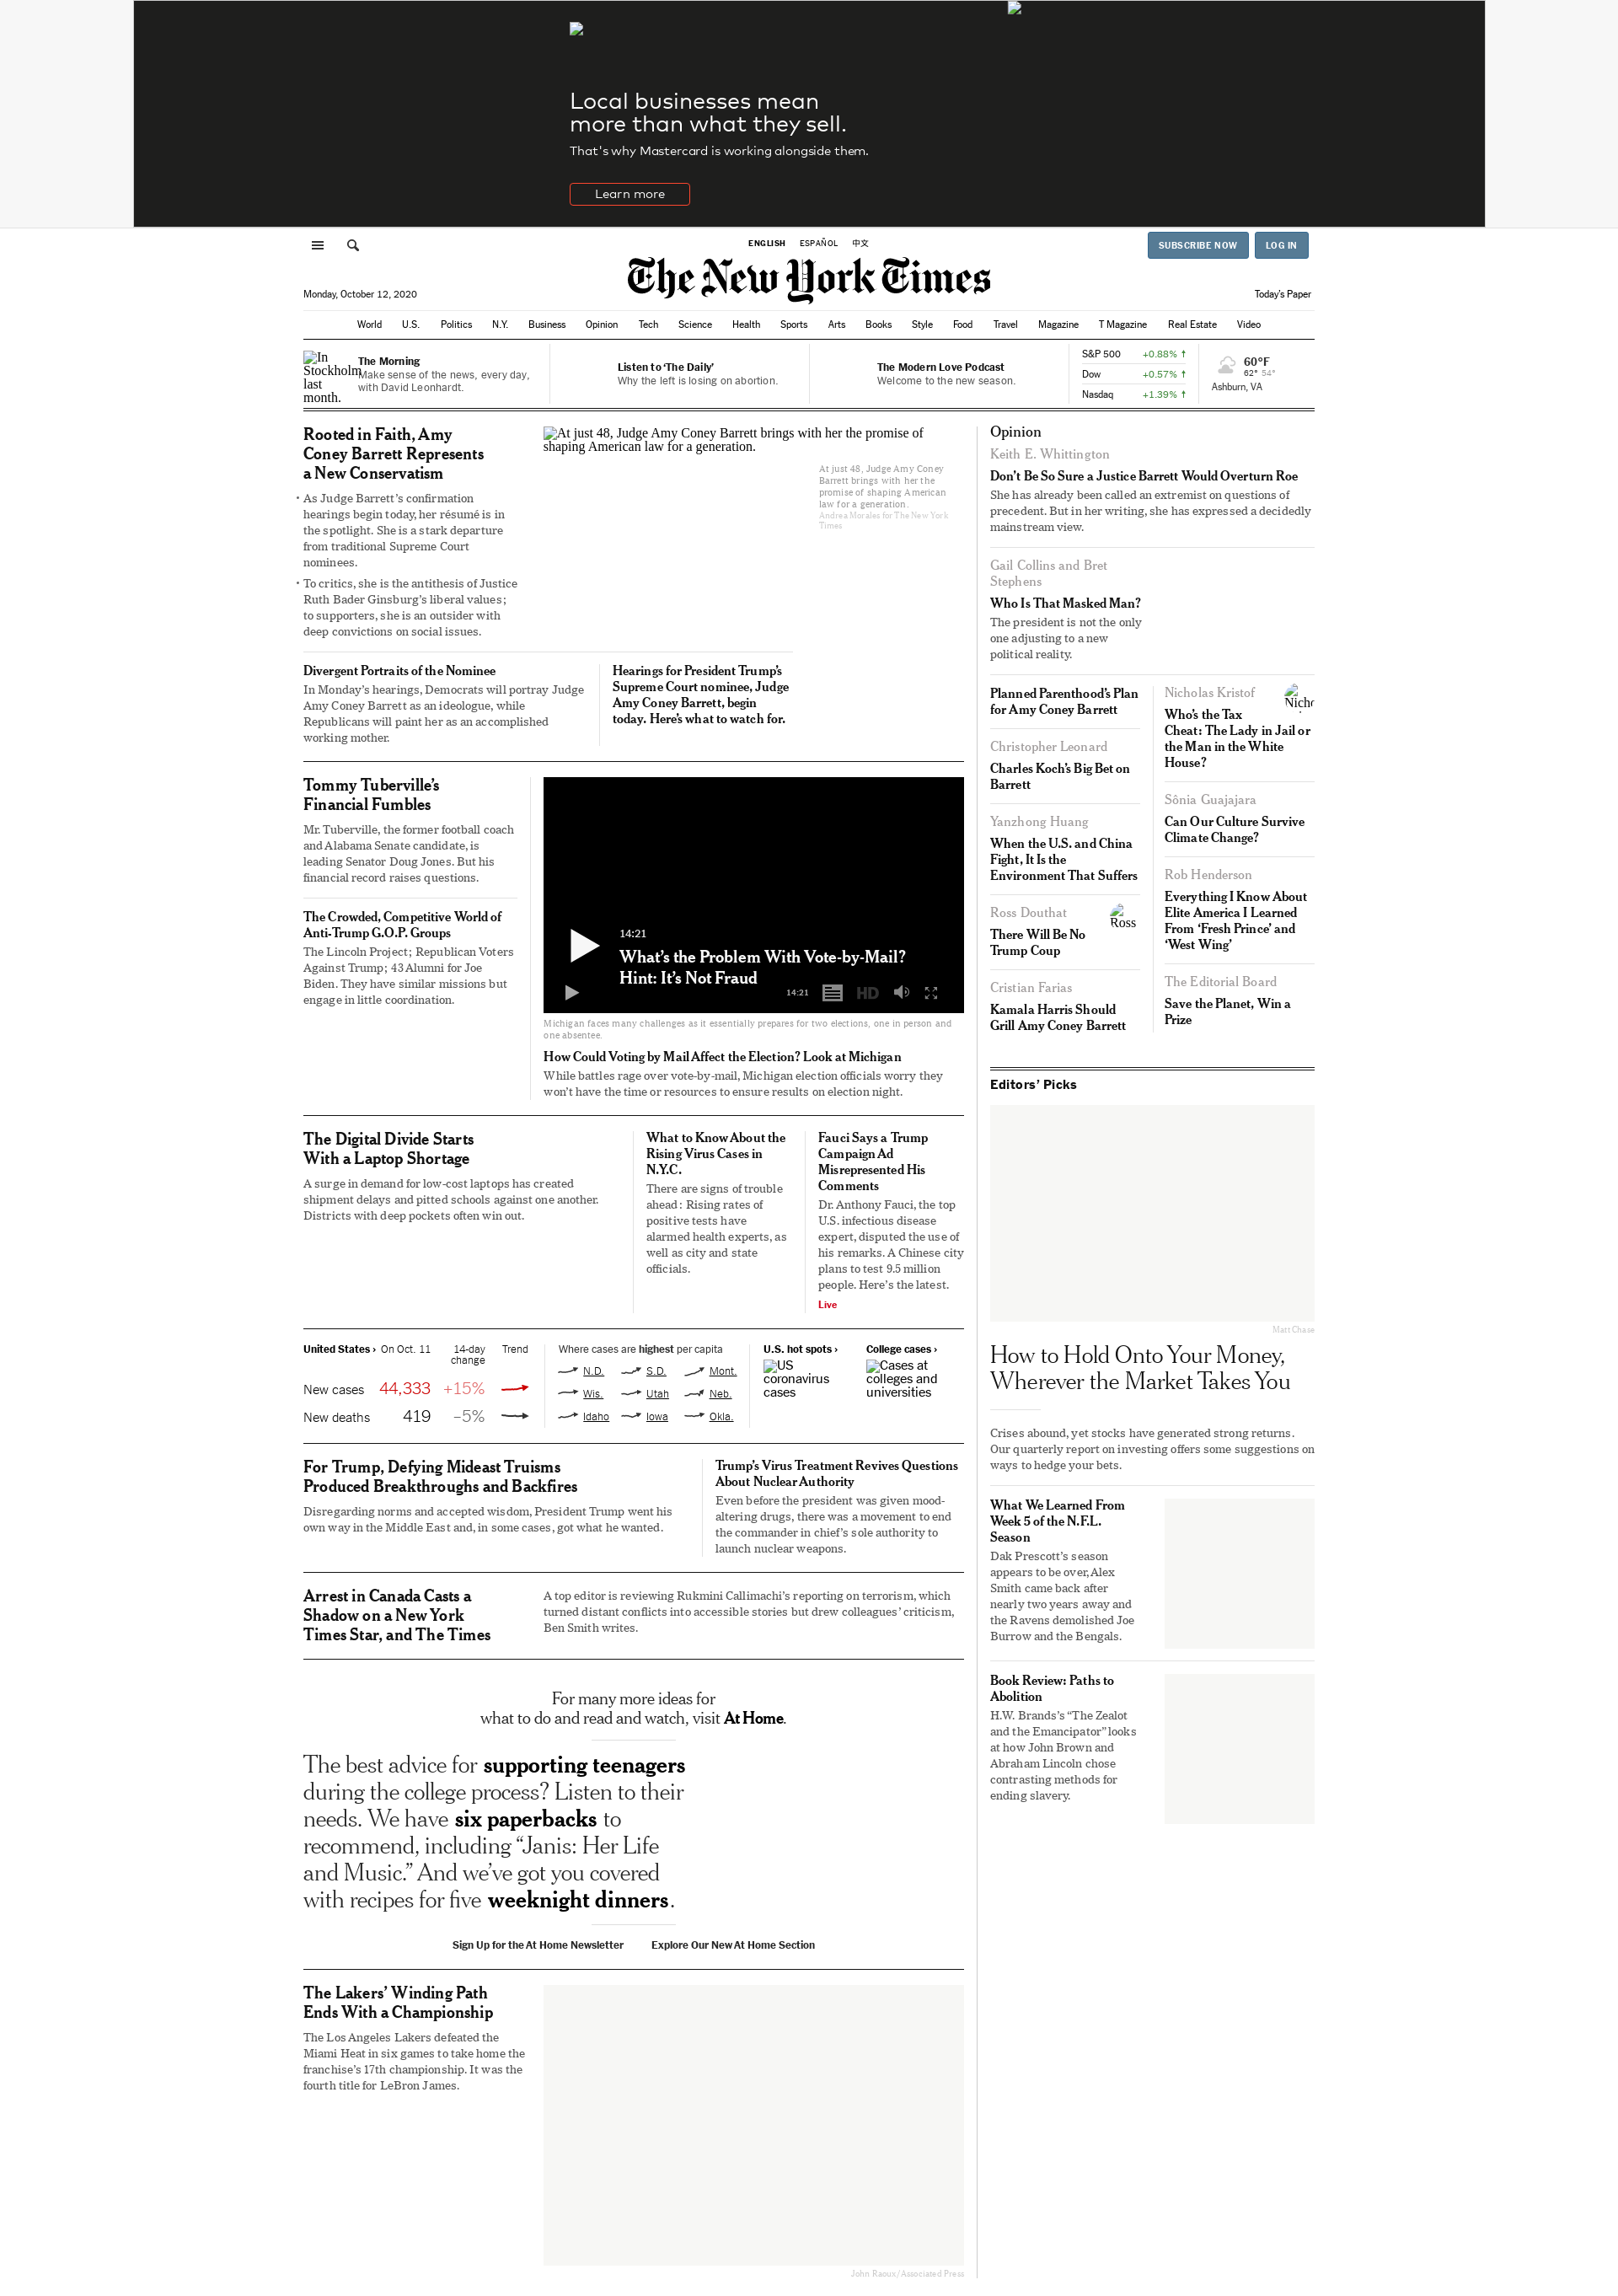 Local businesses mean
more than what they sell.
That's why Mastercard is working alongside them.
Learn more
ENGLISH ESPAÑOL 中文
SUBSCRIBE NOW LOG IN
The New York Times
Monday, October 12, 2020
Today's Paper
World U.S. Politics N.Y. Business Opinion Tech Science Health Sports Arts Books Style Food Travel Magazine T Magazine Real Estate Video
In
Stockholm
last
month.
The Morning
Make sense of the news, every day,
with David Leonhardt.
Listen to ‘The Daily’
Why the left is losing on abortion.
The Modern Love Podcast
Welcome to the new season.
S&P 500 +0.88%
Dow +0.57%
Nasdaq +1.39%
60°F
62° 54°
Ashburn, VA
Rooted in Faith, Amy
Coney Barrett Represents
a New Conservatism
As Judge Barrett’s confirmation
hearings begin today, her résumé is in
the spotlight. She is a stark departure
from traditional Supreme Court
nominees.
To critics, she is the antithesis of Justice
Ruth Bader Ginsburg’s liberal values;
to supporters, she is an outsider with
deep convictions on social issues.
At just 48, Judge Amy Coney Barrett brings with her the promise of
shaping American law for a generation.
At just 48, Judge Amy Coney
Barrett brings with her the
promise of shaping American
law for a generation.
Andrea Morales for The New York
Times
Divergent Portraits of the Nominee
In Monday’s hearings, Democrats will portray Judge
Amy Coney Barrett as an ideologue, while
Republicans will paint her as an accomplished
working mother.
Hearings for President Trump’s
Supreme Court nominee, Judge
Amy Coney Barrett, begin
today. Here’s what to watch for.
Tommy Tuberville’s
Financial Fumbles
Mr. Tuberville, the former football coach
and Alabama Senate candidate, is
leading Senator Doug Jones. But his
financial record raises questions.
The Crowded, Competitive World of
Anti-Trump G.O.P. Groups
The Lincoln Project; Republican Voters
Against Trump; 43 Alumni for Joe
Biden. They have similar missions but
engage in little coordination.
14:21
What’s the Problem With Vote-by-Mail?
Hint: It’s Not Fraud
14:21 HD
Michigan faces many challenges as it essentially prepares for two elections, one in person and
one absentee.
How Could Voting by Mail Affect the Election? Look at Michigan
While battles rage over vote-by-mail, Michigan election officials worry they
won’t have the time or resources to ensure results on election night.
The Digital Divide Starts
With a Laptop Shortage
A surge in demand for low-cost laptops has created
shipment delays and pitted schools against one another.
Districts with deep pockets often win out.
What to Know About the
Rising Virus Cases in
N.Y.C.
There are signs of trouble
ahead: Rising rates of
positive tests have
alarmed health experts, as
well as city and state
officials.
Fauci Says a Trump
Campaign Ad
Misrepresented His
Comments
Dr. Anthony Fauci, the top
U.S. infectious disease
expert, disputed the use of
his remarks. A Chinese city
plans to test 9.5 million
people. Here’s the latest.
Live
United States › On Oct. 11 14-day
change Trend
New cases 44,333 +15%
New deaths 419 –5%
Where cases are highest per capita
N.D. S.D. Mont.
Wis. Utah Neb.
Idaho Iowa Okla.
U.S. hot spots ›
US
coronavirus
cases
College cases ›
Cases at
colleges and
universities
For Trump, Defying Mideast Truisms
Produced Breakthroughs and Backfires
Disregarding norms and accepted wisdom, President Trump went his
own way in the Middle East and, in some cases, got what he wanted.
Trump’s Virus Treatment Revives Questions
About Nuclear Authority
Even before the president was given mood-
altering drugs, there was a movement to end
the commander in chief’s sole authority to
launch nuclear weapons.
Arrest in Canada Casts a
Shadow on a New York
Times Star, and The Times
A top editor is reviewing Rukmini Callimachi’s reporting on terrorism, which
turned distant conflicts into accessible stories but drew colleagues’ criticism,
Ben Smith writes.
For many more ideas for
what to do and read and watch, visit At Home.
The best advice for supporting teenagers
during the college process? Listen to their
needs. We have six paperbacks to
recommend, including “Janis: Her Life
and Music.” And we’ve got you covered
with recipes for five weeknight dinners.
Sign Up for the At Home Newsletter Explore Our New At Home Section
The Lakers’ Winding Path
Ends With a Championship
The Los Angeles Lakers defeated the
Miami Heat in six games to take home the
franchise’s 17th championship. It was the
fourth title for LeBron James.
John Raoux/Associated Press
Opinion
Keith E. Whittington
Don’t Be So Sure a Justice Barrett Would Overturn Roe
She has already been called an extremist on questions of
precedent. But in her writing, she has expressed a decidedly
mainstream view.
Gail Collins and Bret
Stephens
Who Is That Masked Man?
The president is not the only
one adjusting to a new
political reality.
Planned Parenthood’s Plan
for Amy Coney Barrett
Christopher Leonard
Charles Koch’s Big Bet on
Barrett
Yanzhong Huang
When the U.S. and China
Fight, It Is the
Environment That Suffers
Ross Douthat
Ross
There Will Be No
Trump Coup
Cristian Farias
Kamala Harris Should
Grill Amy Coney Barrett
Nicholas Kristof
Who’s the Tax
Cheat: The Lady in Jail or
the Man in the White
House?
Sônia Guajajara
Can Our Culture Survive
Climate Change?
Rob Henderson
Everything I Know About
Elite America I Learned
From ‘Fresh Prince’ and
‘West Wing’
The Editorial Board
Save the Planet, Win a
Prize
Editors’ Picks
Matt Chase
How to Hold Onto Your Money,
Wherever the Market Takes You
Crises abound, yet stocks have generated strong returns.
Our quarterly report on investing offers some suggestions on
ways to hedge your bets.
What We Learned From
Week 5 of the N.F.L.
Season
Dak Prescott’s season
appears to be over, Alex
Smith came back after
nearly two years away and
the Ravens demolished Joe
Burrow and the Bengals.
Book Review: Paths to
Abolition
H.W. Brands’s “The Zealot
and the Emancipator” looks
at how John Brown and
Abraham Lincoln chose
contrasting methods for
ending slavery.